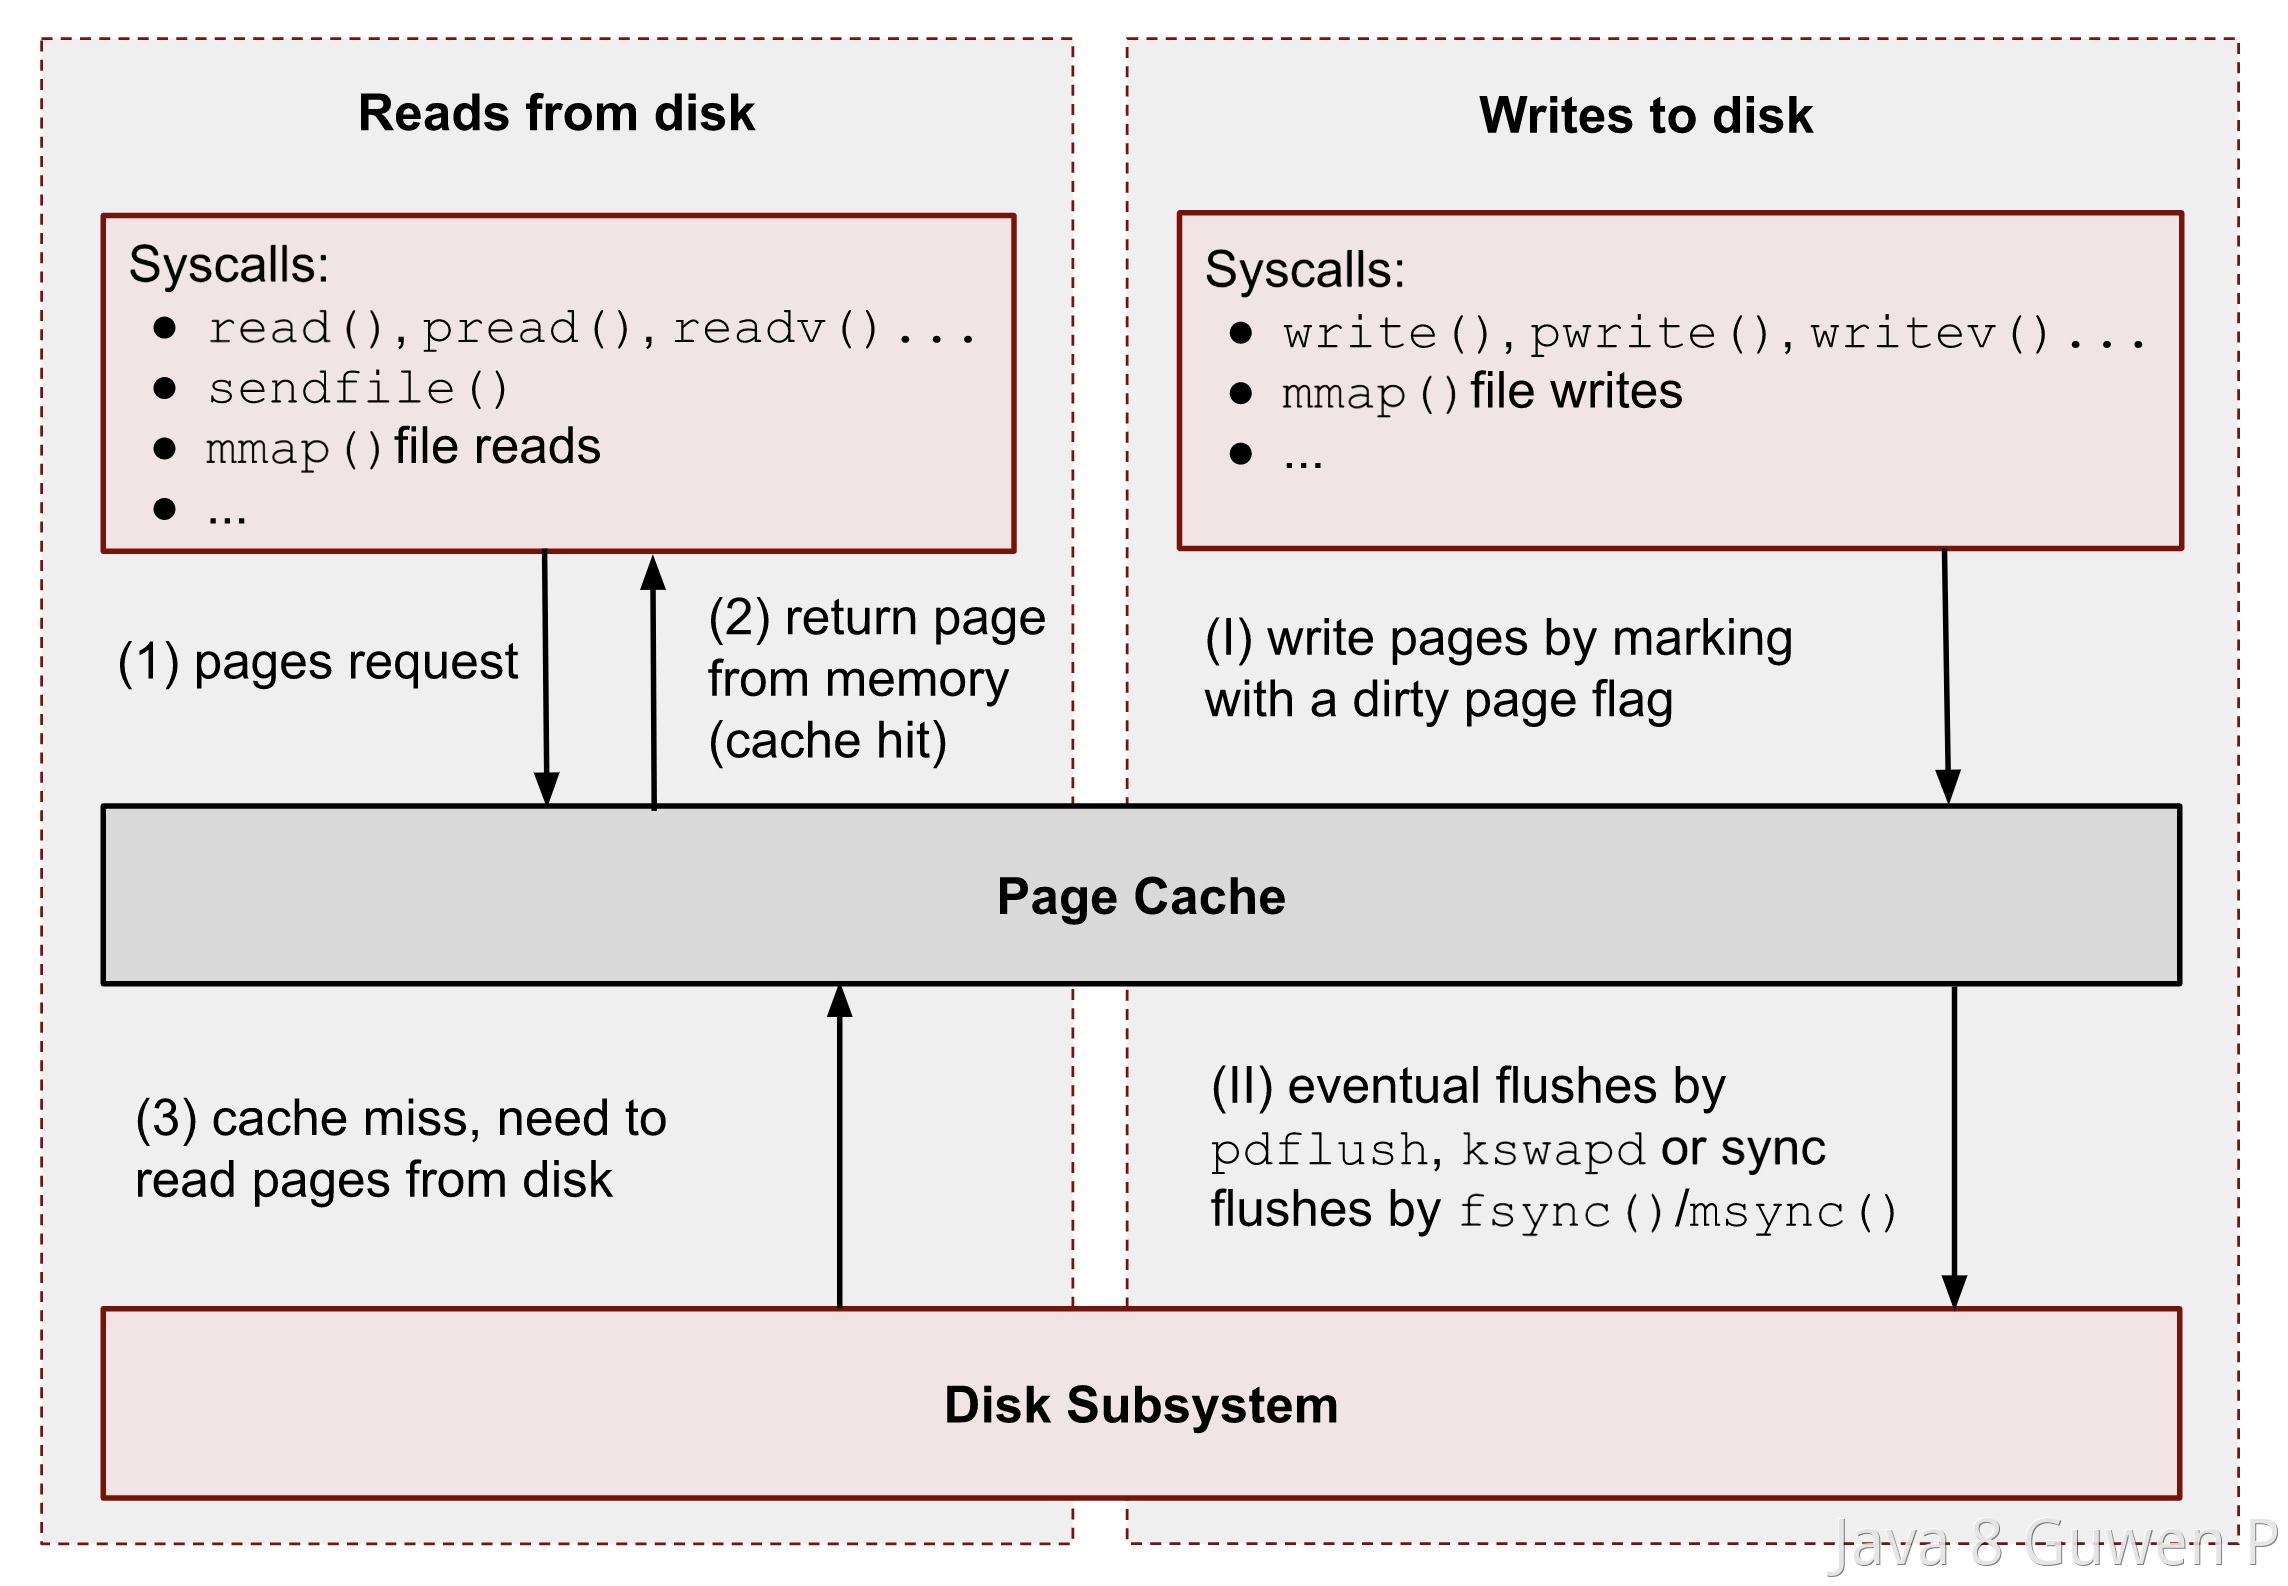 Reads from disk
Syscalls:
● read(), pread(), readv()...
● sendfile()
● mmap() file reads
● ...
(1) pages request
(2) return page
from memory
(cache hit)
Writes to disk
Syscalls:
● write(), pwrite(), writev()...
● mmap() file writes
● ...
(I) write pages by marking
with a dirty page flag
Page Cache
(3) cache miss, need to
read pages from disk
(II) eventual flushes by
pdflush, kswapd or sync
flushes by fsync()/msync()
Disk Subsystem
Java 8 Guwen P